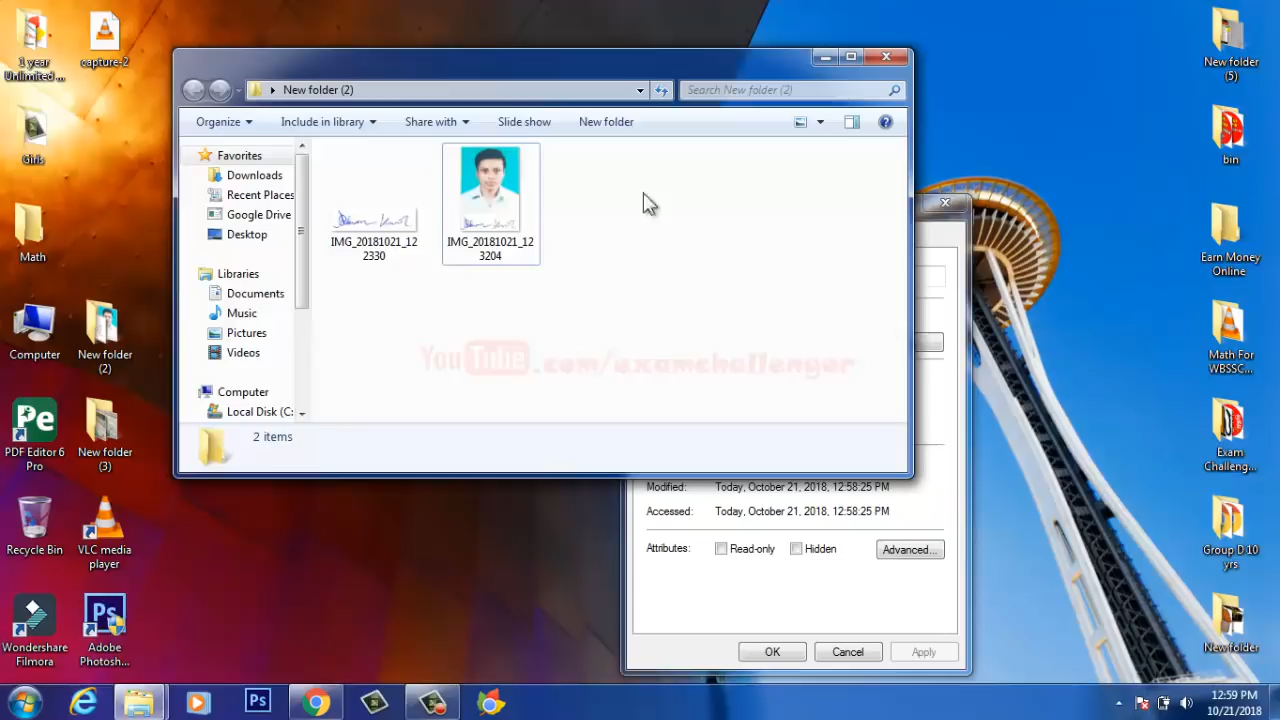 1 year
Unlimited ...
capture-2
Girls
Math
Computer
New folder
(2)
PDF Editor 6
Pro
New folder
(3)
Recycle Bin
VLC media
player
Wondershare
Filmora
Adobe
Photosh...
New folder (2)
Search New folder (2)
Organize
Include in library
Share with
Slide show
New folder
Favorites
Downloads
Recent Places
Google Drive
Desktop
Libraries
Documents
Music
Pictures
Videos
Computer
Local Disk (C:
IMG_20181021_12
2330
IMG_20181021_12
3204
YouTube.com/examchallenger
2 items
Modified: Today, October 21, 2018, 12:58:25 PM
Accessed: Today, October 21, 2018, 12:58:25 PM
Attributes: Read-only Hidden Advanced...
OK Cancel Apply
New folder
(5)
bin
Earn Money
Online
Math For
WBSSC...
Exam
Challeng...
Group D 10
yrs
New folder
Pe
Ps
Ps
12:59 PM
10/21/2018